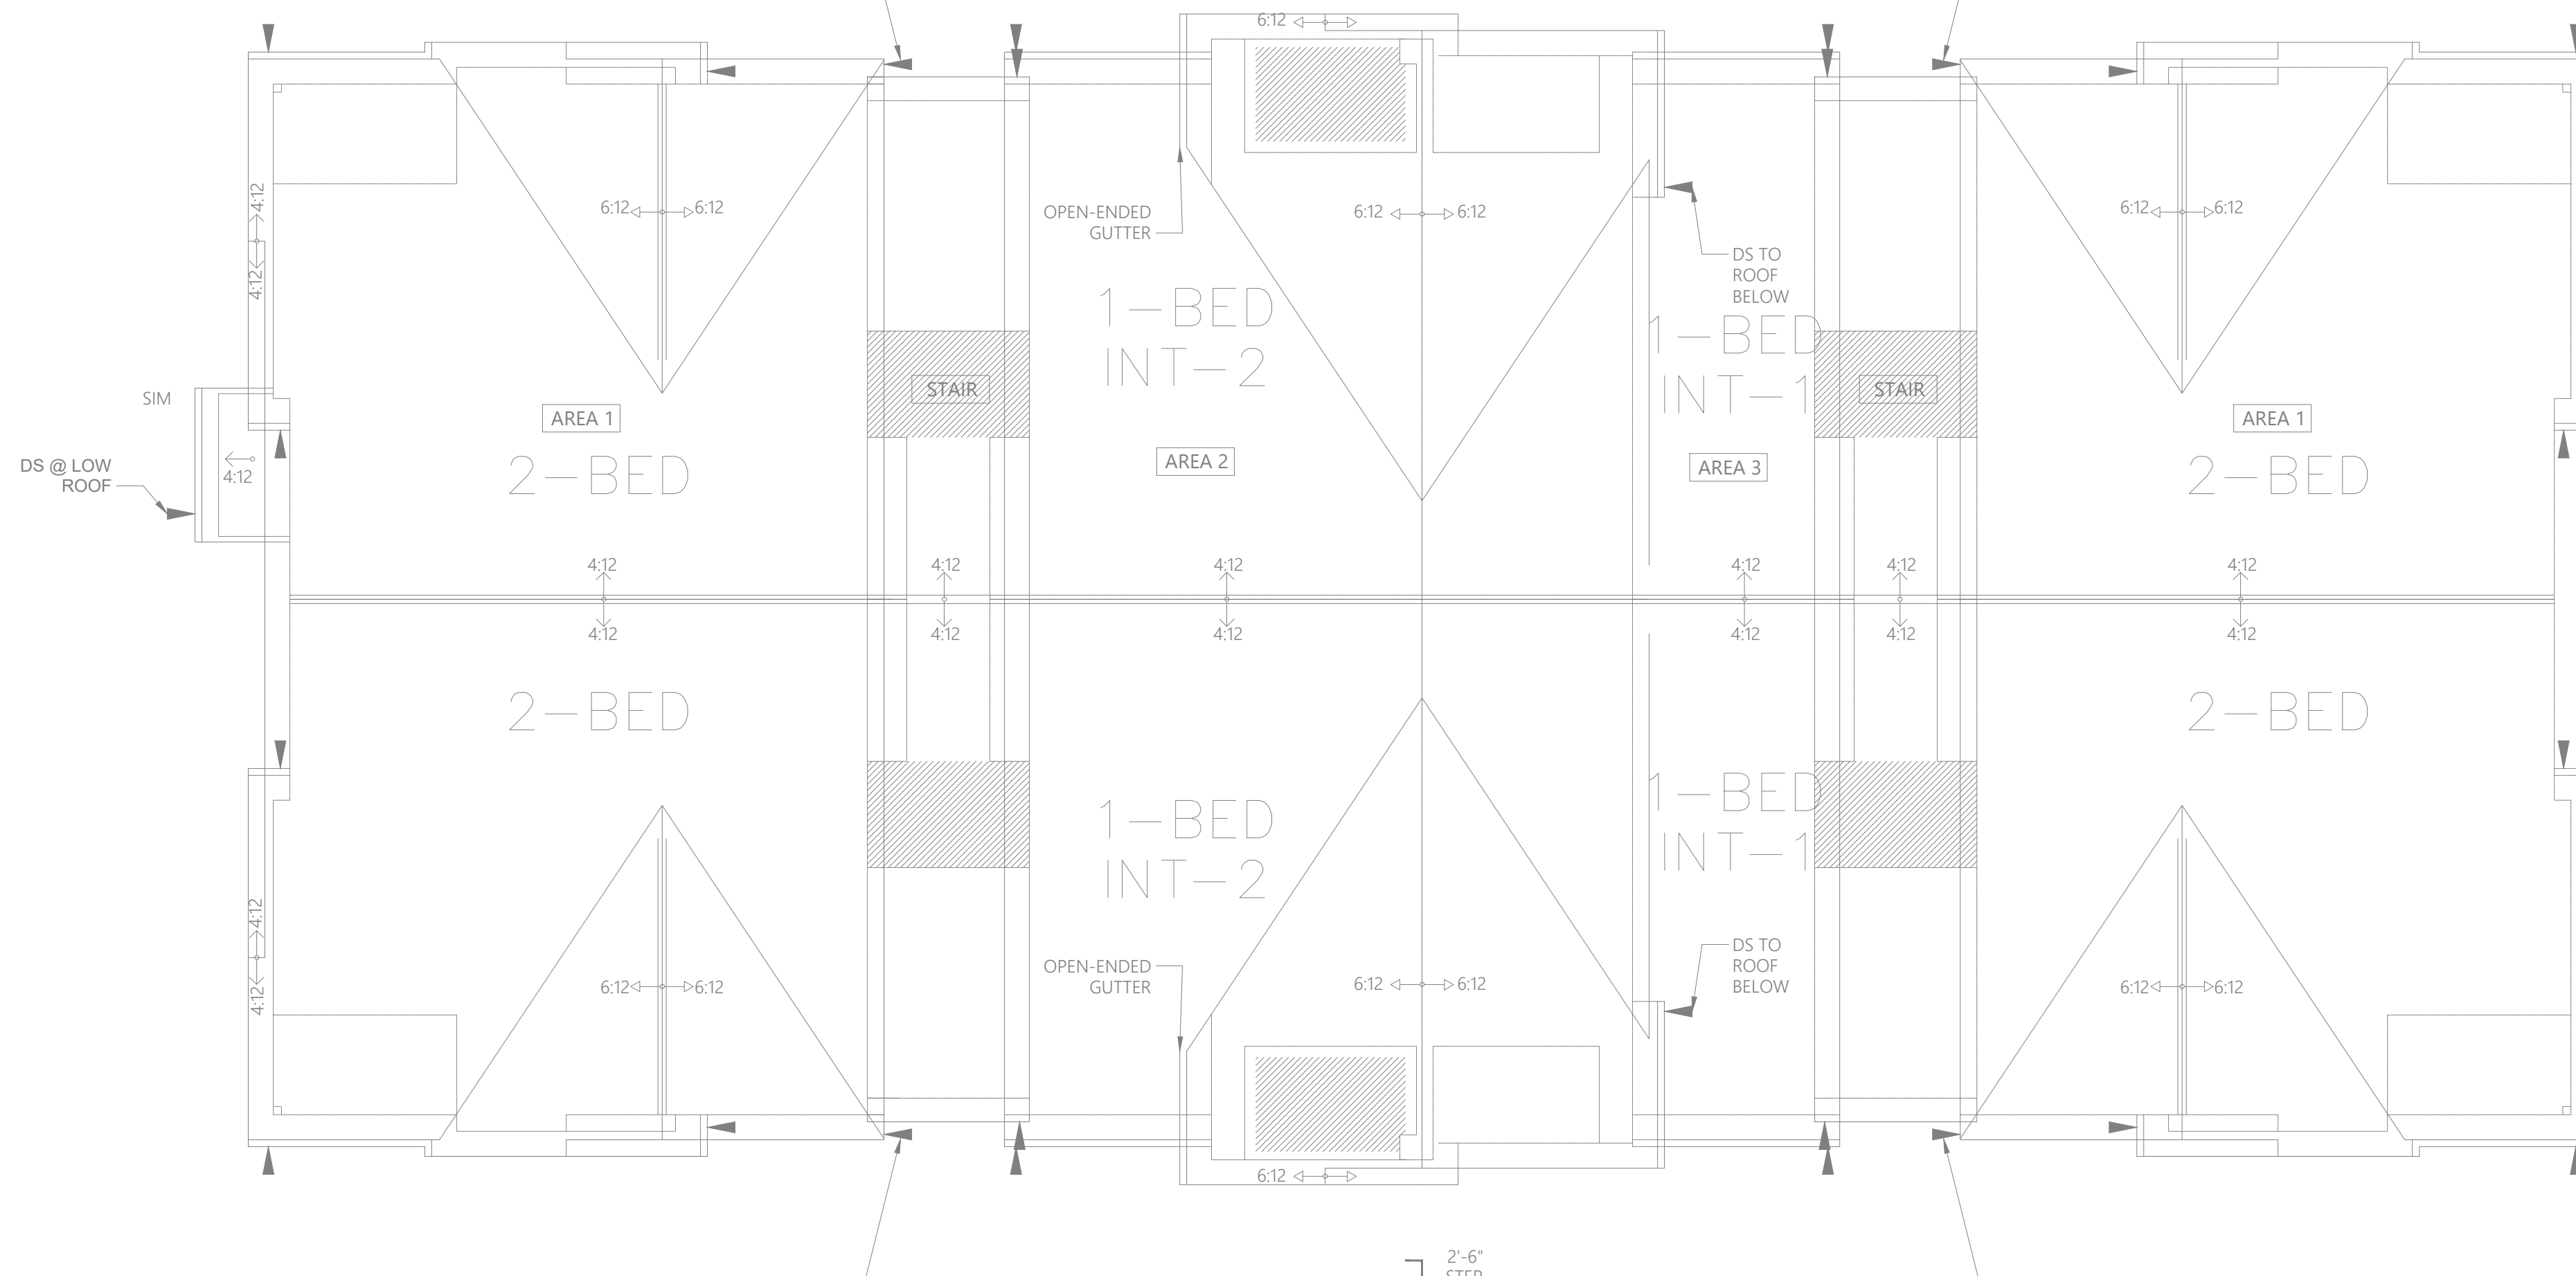 6:12
4:12
6:12 6:12
6:12 6:12
6:12 6:12
OPEN-ENDED
GUTTER
4:12
DS TO
ROOF
BELOW
1-BED
INT-2
1-BED
INT-1
SIM
STAIR
STAIR
AREA 1
AREA 1
AREA 2
AREA 3
DS @ LOW
ROOF
4:12
2-BED
2-BED
4:12
4:12
4:12
4:12
4:12
4:12
4:12
4:12
4:12
4:12
4:12
4:12
2-BED
2-BED
1-BED
INT-2
1-BED
INT-1
4:12
OPEN-ENDED
GUTTER
DS TO
ROOF
BELOW
4:12
6:12 6:12
6:12 6:12
6:12 6:12
6:12
2'-6"
STEP